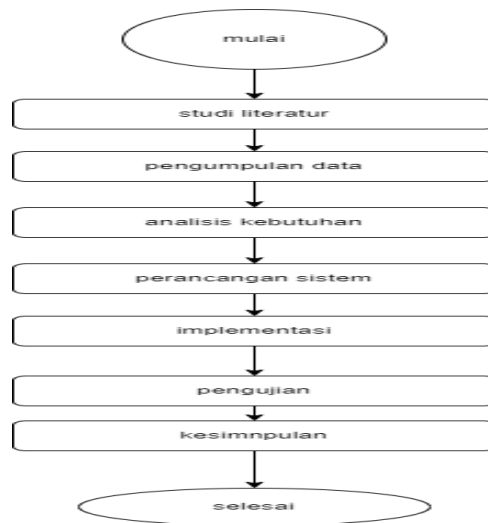 mulai
studi literatur
pengumpulan data
analisis kebutuhan
perancangan sistem
implementasi
pengujian
kesimnpulan
selesai